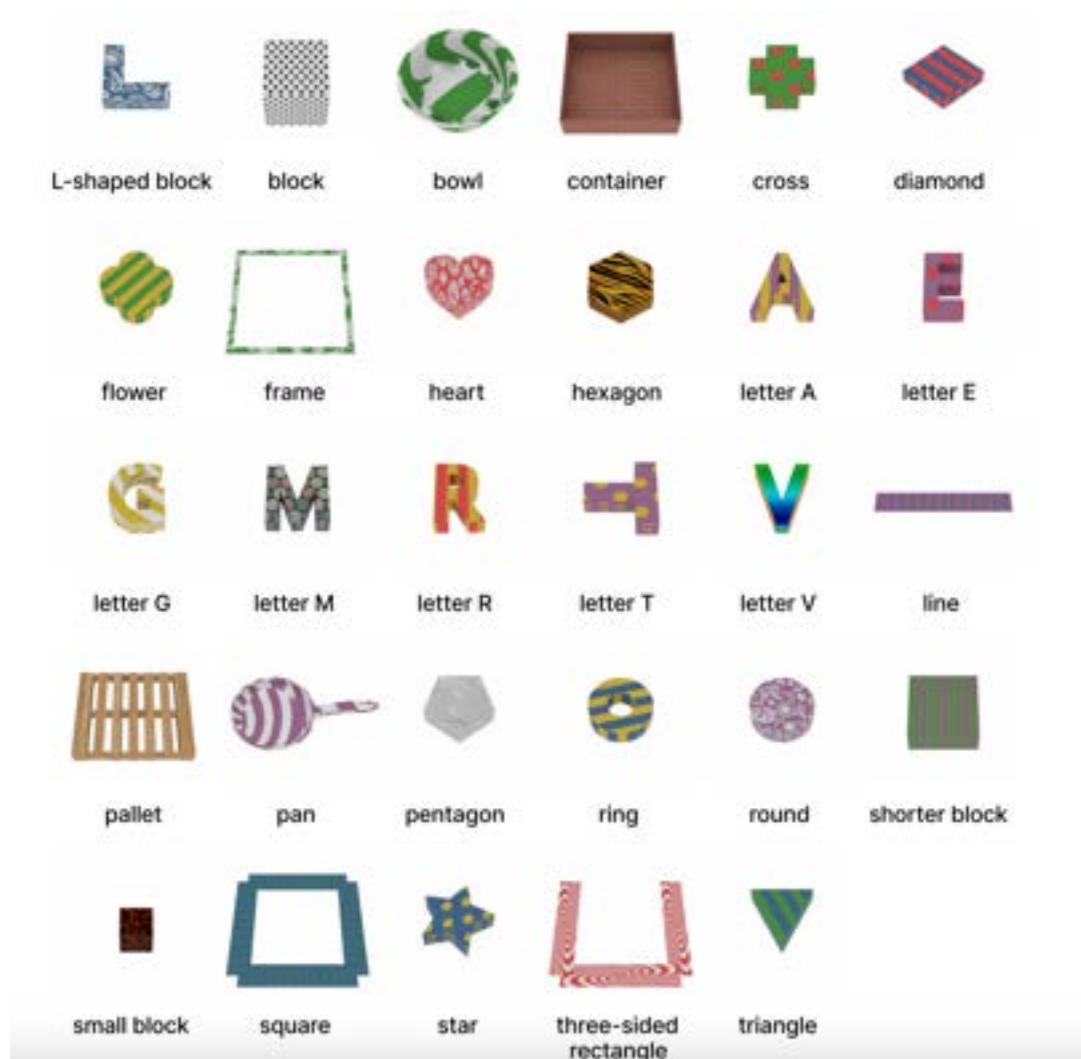 L-shaped block block bowl container cross diamond
flower frame heart hexagon letter A letter E
letter G letter M letter R letter T letter V line
pallet pan pentagon ring round shorter block
small block square star three-sided triangle
rectangle